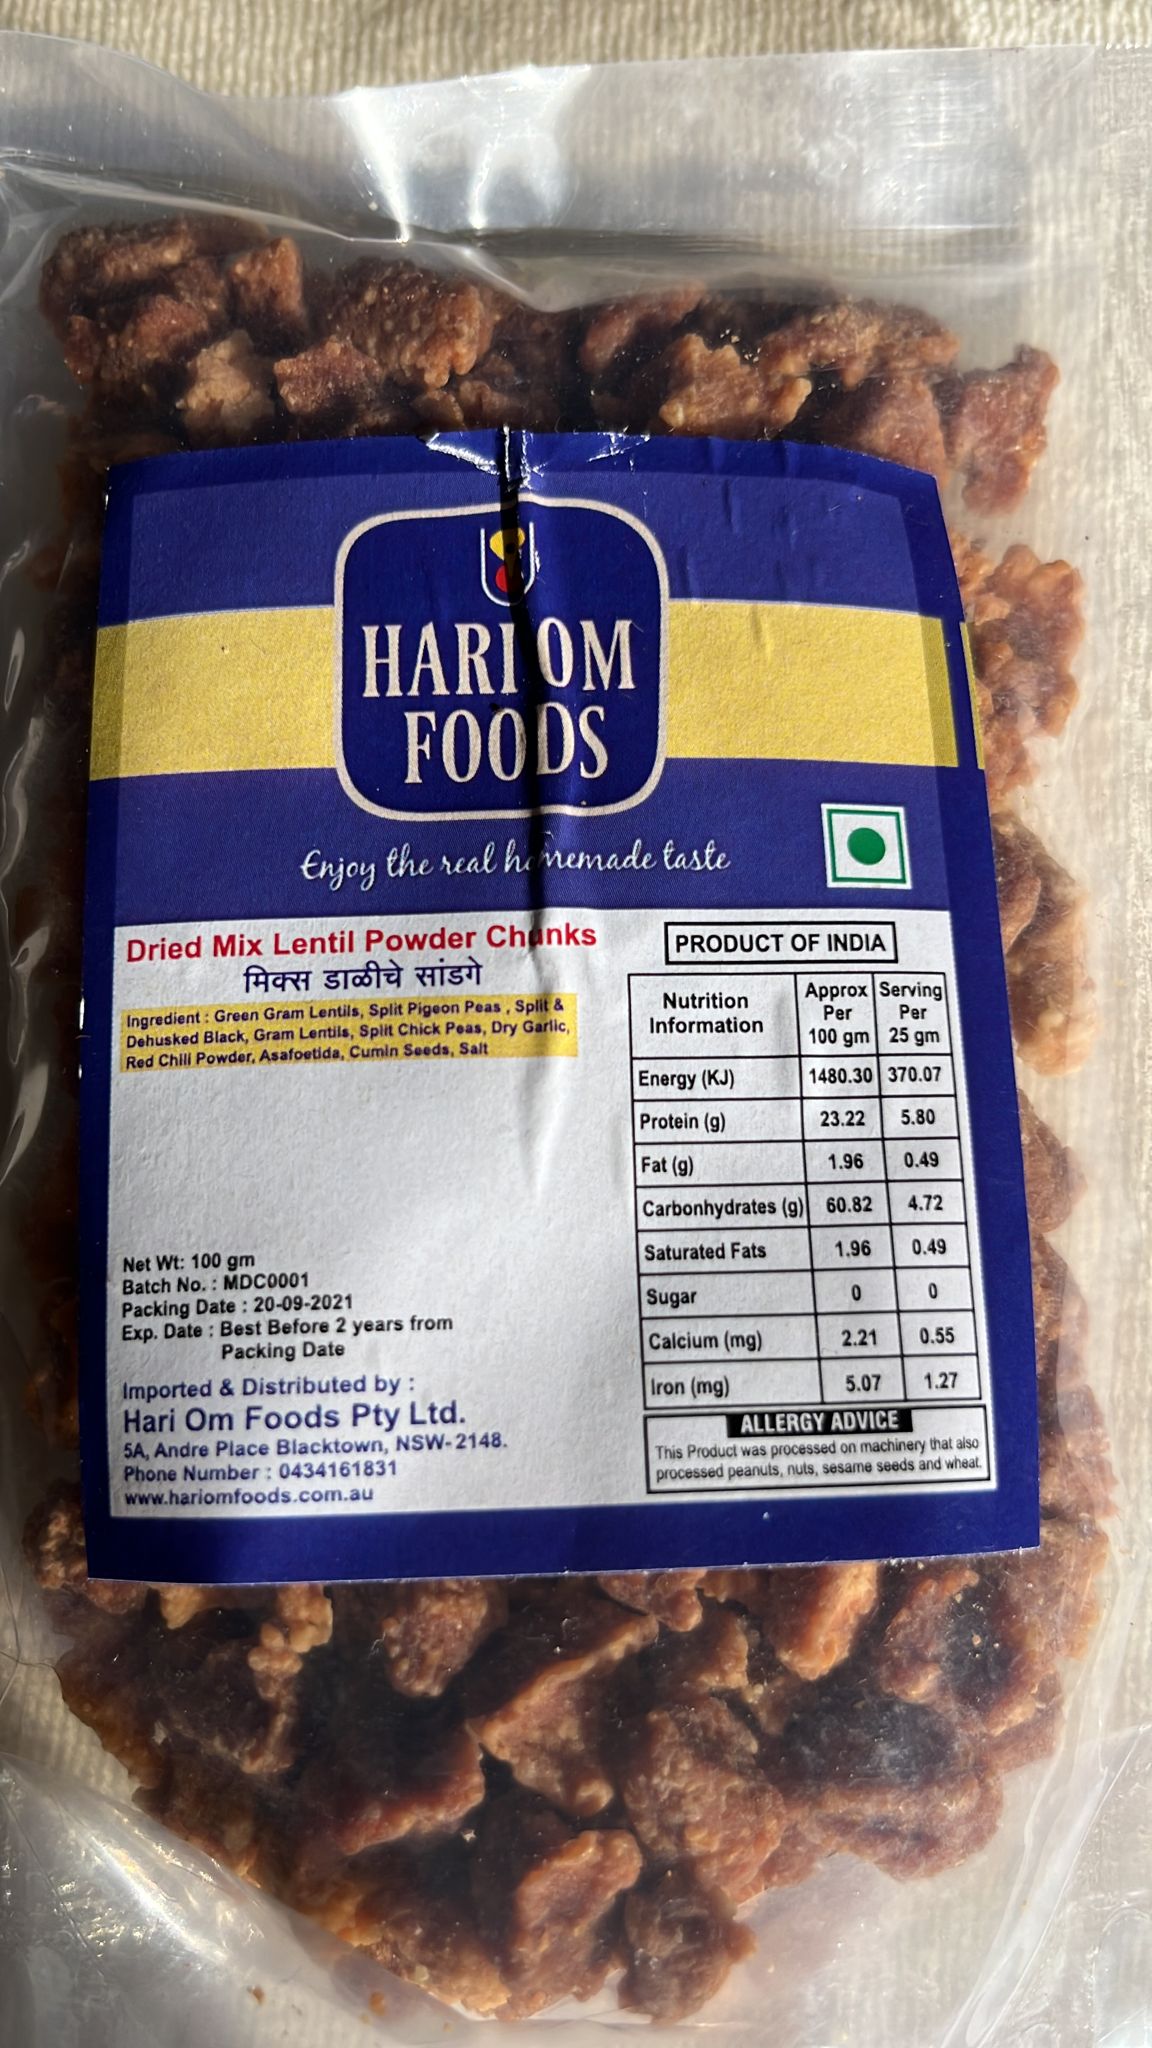 HARI OM
FOODS
Enjoy the real homemade taste
Dried Mix Lentil Powder Chunks
मिक्स डाळीचे सांडगे
Ingredient : Green Gram Lentils, Split Pigeon Peas , Split &
Dehusked Black, Gram Lentils, Split Chick Peas, Dry Garlic,
Red Chili Powder, Asafoetida, Cumin Seeds, Salt
Net Wt: 100 gm
Batch No. : MDC0001
Packing Date : 20-09-2021
Exp. Date : Best Before 2 years from
Packing Date
Imported & Distributed by :
Hari Om Foods Pty Ltd.
5A, Andre Place Blacktown, NSW- 2148.
Phone Number : 0434161831
www.hariomfoods.com.au
PRODUCT OF INDIA
Nutrition Information | Approx Per 100 gm | Serving Per 25 gm
Energy (KJ) 1480.30 370.07
Protein (g) 23.22 5.80
Fat (g) 1.96 0.49
Carbonhydrates (g) 60.82 4.72
Saturated Fats 1.96 0.49
Sugar 0 0
Calcium (mg) 2.21 0.55
Iron (mg) 5.07 1.27
ALLERGY ADVICE
This Product was processed on machinery that also
processed peanuts, nuts, sesame seeds and wheat.